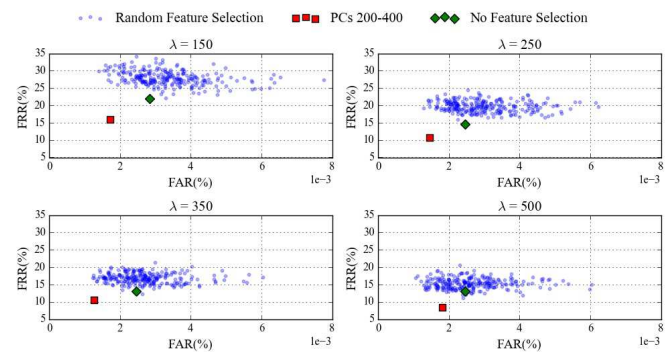 Random Feature Selection PCs 200-400 No Feature Selection
λ = 150
35
30
25
20
15
10
5
FRR(%)
0 2 4 6 8
FAR(%)
1e−3
λ = 250
35
30
25
20
15
10
5
FRR(%)
0 2 4 6 8
FAR(%)
1e−3
λ = 350
35
30
25
20
15
10
5
FRR(%)
0 2 4 6 8
FAR(%)
1e−3
λ = 500
35
30
25
20
15
10
5
FRR(%)
0 2 4 6 8
FAR(%)
1e−3